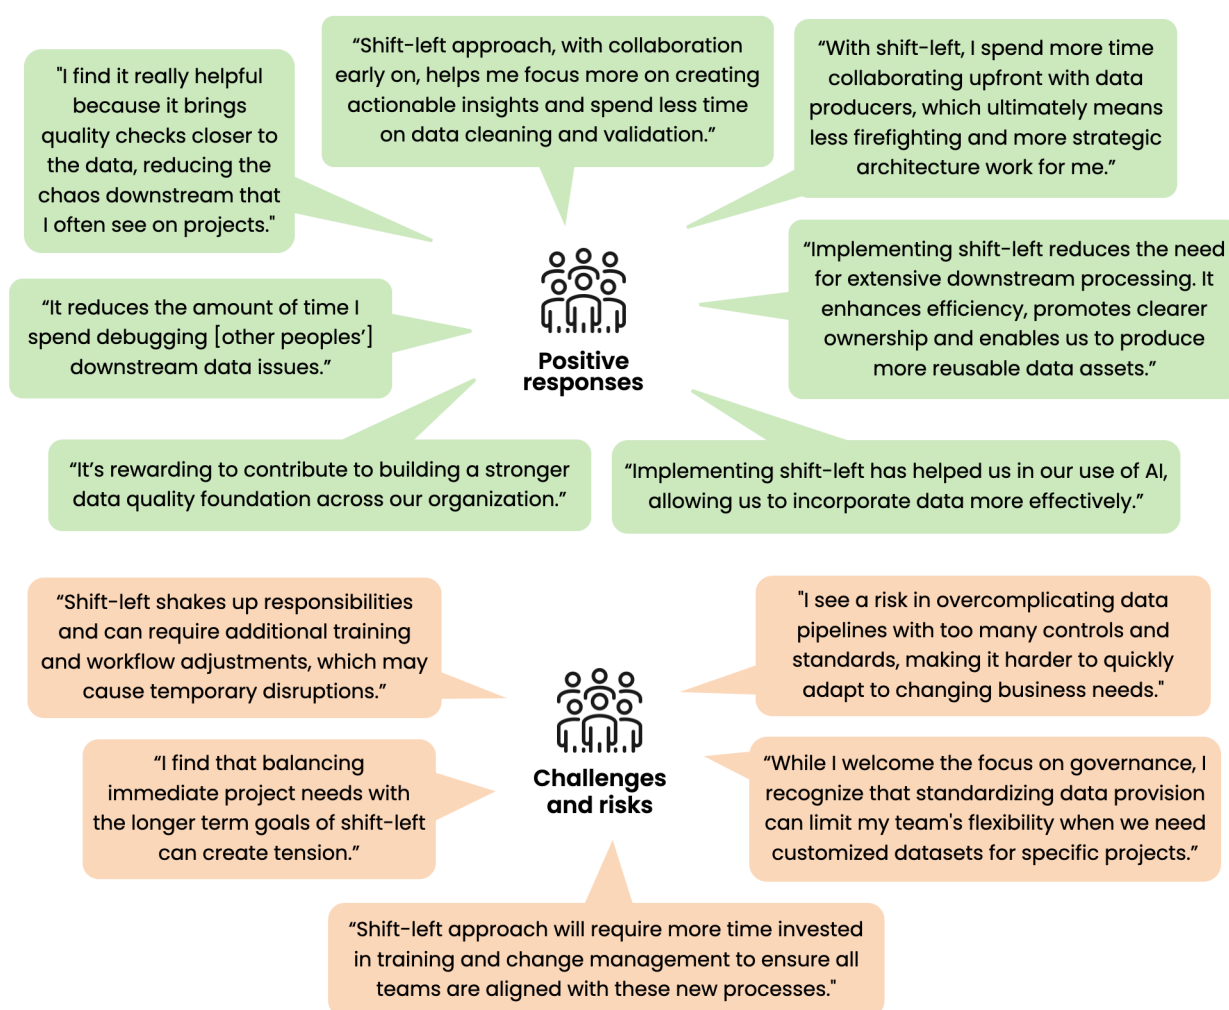 "I find it really helpful
because it brings
quality checks closer to
the data, reducing the
chaos downstream that
I often see on projects."
“Shift-left approach, with collaboration
early on, helps me focus more on creating
actionable insights and spend less time
on data cleaning and validation.”
“With shift-left, I spend more time
collaborating upfront with data
producers, which ultimately means
less firefighting and more strategic
architecture work for me.”
“It reduces the amount of time I
spend debugging [other peoples’]
downstream data issues.”
Positive
responses
“Implementing shift-left reduces the need
for extensive downstream processing. It
enhances efficiency, promotes clearer
ownership and enables us to produce
more reusable data assets.”
“It’s rewarding to contribute to building a stronger
data quality foundation across our organization.”
“Implementing shift-left has helped us in our use of AI,
allowing us to incorporate data more effectively.”
“Shift-left shakes up responsibilities
and can require additional training
and workflow adjustments, which may
cause temporary disruptions.”
"I see a risk in overcomplicating data
pipelines with too many controls and
standards, making it harder to quickly
adapt to changing business needs."
“I find that balancing
immediate project needs with
the longer term goals of shift-left
can create tension.”
Challenges
and risks
“While I welcome the focus on governance, I
recognize that standardizing data provision
can limit my team's flexibility when we need
customized datasets for specific projects.”
“Shift-left approach will require more time invested
in training and change management to ensure all
teams are aligned with these new processes."